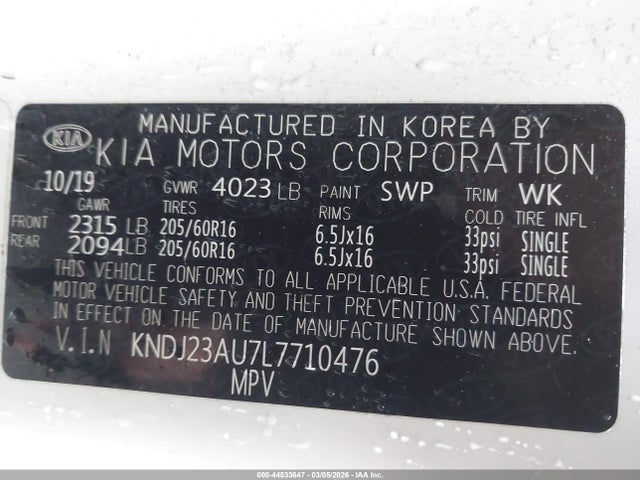 MANUFACTURED IN KOREA BY
KIA KIA MOTORS CORPORATION
10/19 GVWR 4023 LB PAINT SWP TRIM WK
GAWR TIRES RIMS COLD TIRE INFL
FRONT 2315 LB 205/60R16 6.5Jx16 33psi SINGLE
REAR 2094 LB 205/60R16 6.5Jx16 33psi SINGLE
THIS VEHICLE CONFORMS TO ALL APPLICABLE U.S.A. FEDERAL
MOTOR VEHICLE SAFETY AND THEFT PREVENTION STANDARDS
IN EFFECT ON THE DATE OF MANUFACTURE SHOWN ABOVE.
V.I.N KNDJ23AU7L7710476
MPV
000-44533647 - 03/05/2026 - IAAI.COM